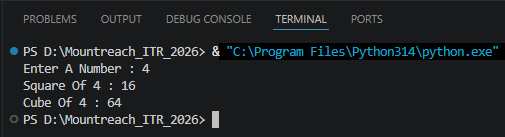 PROBLEMS OUTPUT DEBUG CONSOLE TERMINAL PORTS
PS D:\Mountreach_ITR_2026> & "C:\Program Files\Python314\python.exe"
Enter A Number : 4
Square Of 4 : 16
Cube Of 4 : 64
PS D:\Mountreach_ITR_2026>